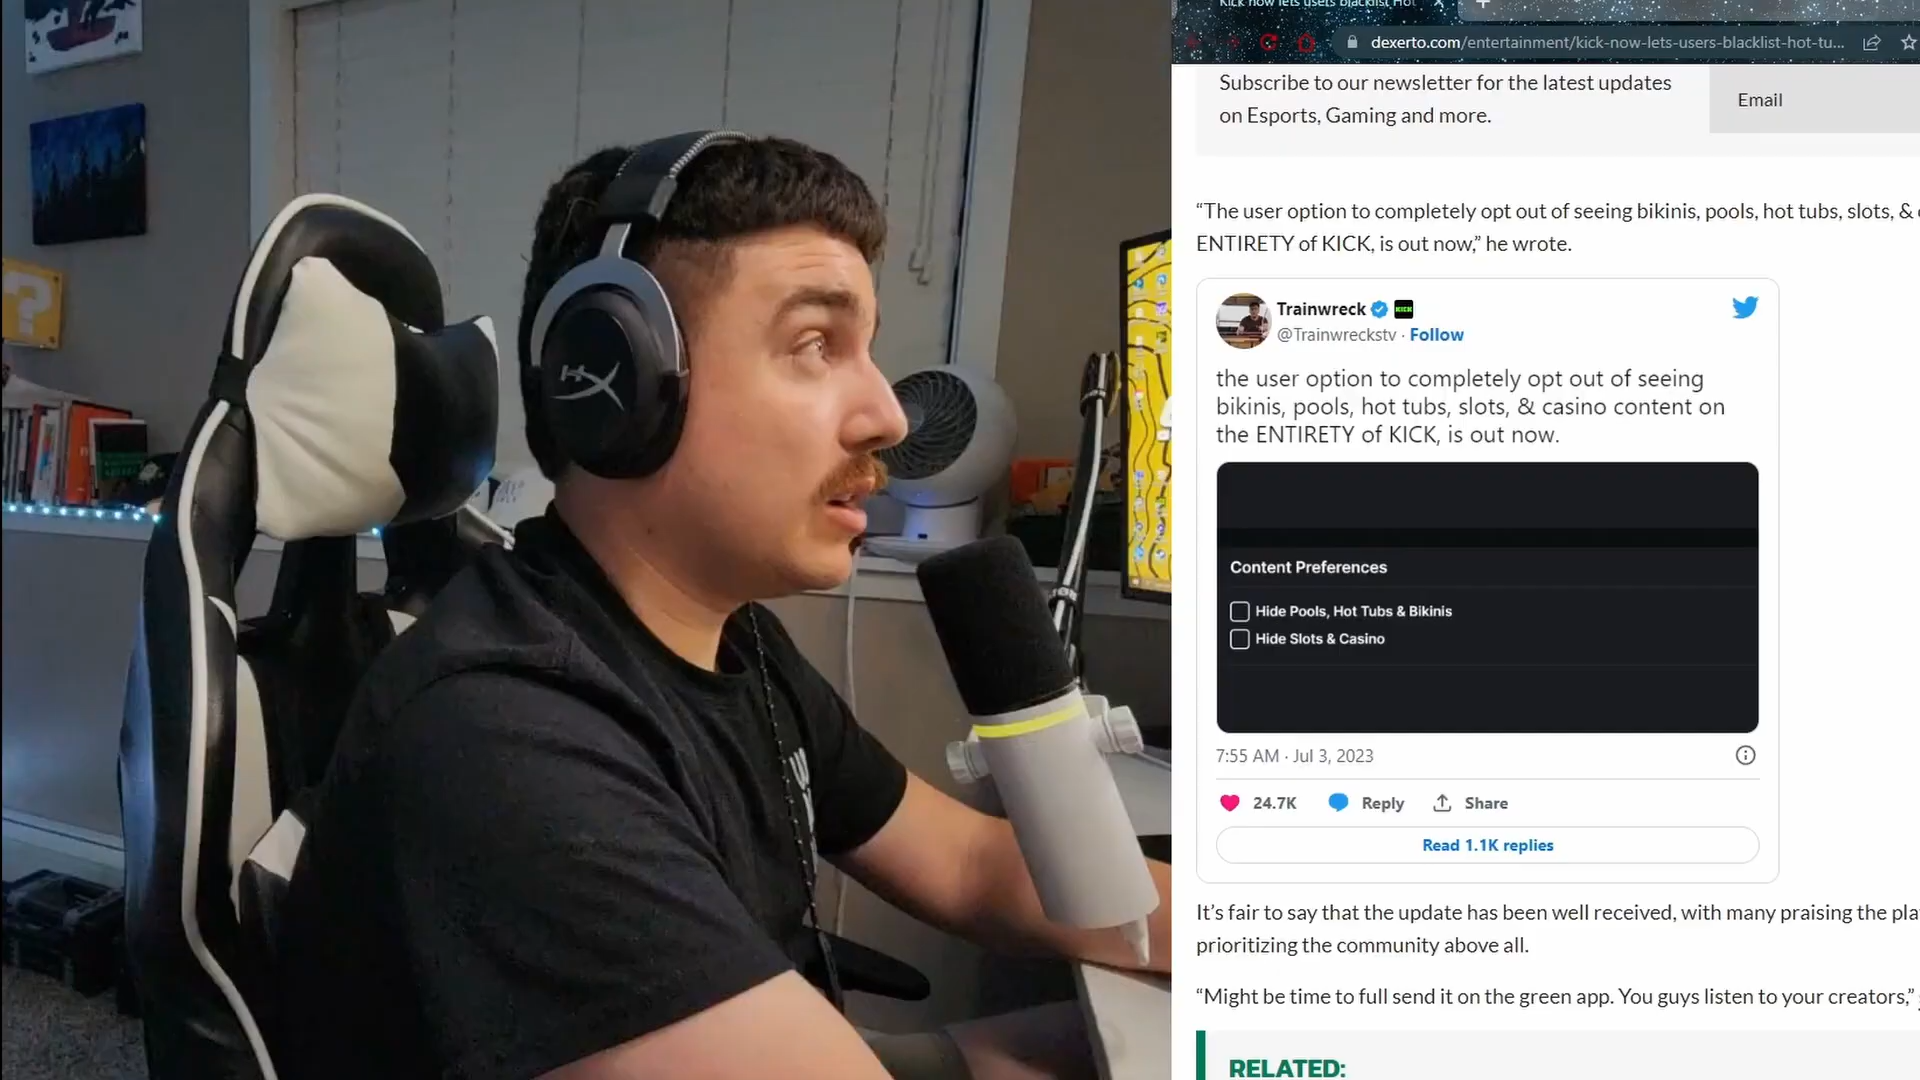 Kick now lets users blacklist Hot
dexerto.com/entertainment/kick-now-lets-users-blacklist-hot-tu...
Subscribe to our newsletter for the latest updates
on Esports, Gaming and more.
Email
“The user option to completely opt out of seeing bikinis, pools, hot tubs, slots, &
ENTIRETY of KICK, is out now,” he wrote.
Trainwreck KICK
@Trainwreckstv · Follow
the user option to completely opt out of seeing
bikinis, pools, hot tubs, slots, & casino content on
the ENTIRETY of KICK, is out now.
Content Preferences
Hide Pools, Hot Tubs & Bikinis
Hide Slots & Casino
7:55 AM · Jul 3, 2023
24.7K Reply Share
Read 1.1K replies
It’s fair to say that the update has been well received, with many praising the pla
prioritizing the community above all.
“Might be time to full send it on the green app. You guys listen to your creators,”
RELATED:
HX
?